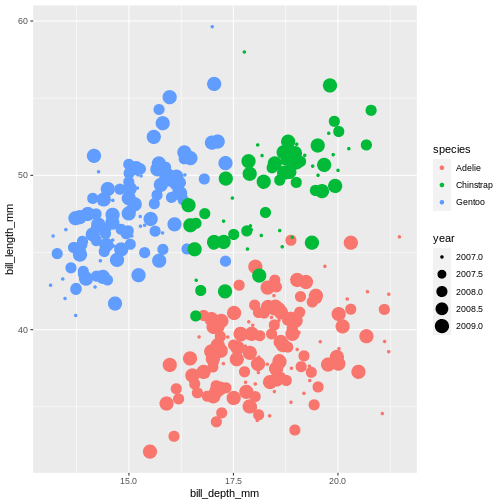 60
50
40
bill_length_mm
15.0 17.5 20.0
bill_depth_mm
species
Adelie
Chinstrap
Gentoo
year
2007.0
2007.5
2008.0
2008.5
2009.0